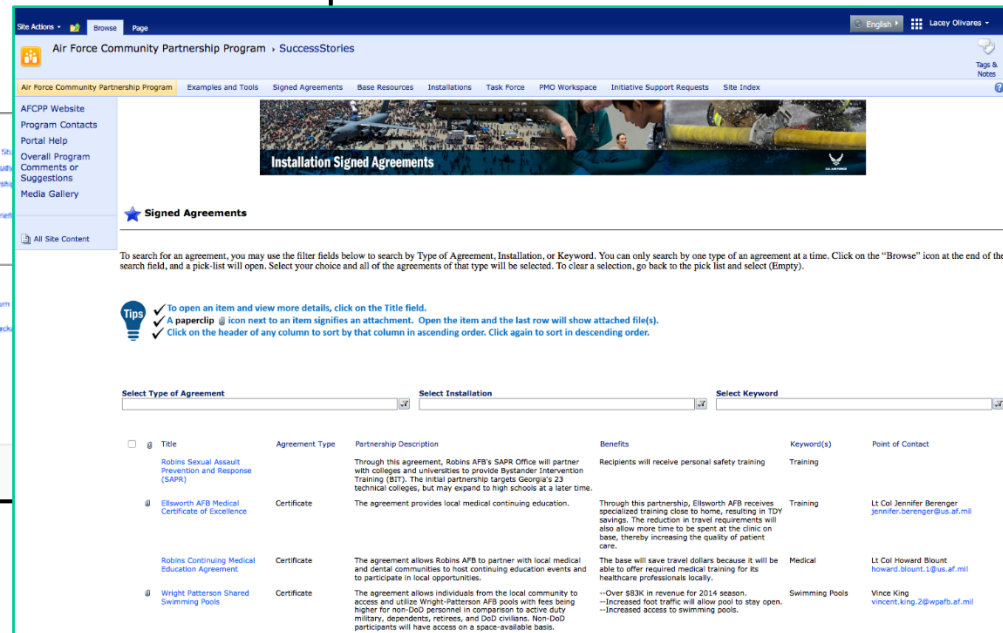 Site Actions Browse Page English Lacey Olivares
Air Force Community Partnership Program › SuccessStories
Tags & Notes
Air Force Community Partnership Program Examples and Tools Signed Agreements Base Resources Installations Task Force PMO Workspace Initiative Support Requests Site Index
AFCPP Website
Program Contacts
Portal Help
Overall Program
Comments or
Suggestions
Media Gallery
All Site Content
Installation Signed Agreements
Signed Agreements
To search for an agreement, you may use the filter fields below to search by Type of Agreement, Installation, or Keyword. You can only search by one type of an agreement at a time. Click on the "Browse" icon at the end of the
search field, and a pick-list will open. Select your choice and all of the agreements of that type will be selected. To clear a selection, go back to the pick list and select (Empty).
Tips
✓ To open an item and view more details, click on the Title field.
✓ A paperclip icon next to an item signifies an attachment. Open the item and the last row will show attached file(s).
✓ Click on the header of any column to sort by that column in ascending order. Click again to sort in descending order.
Select Type of Agreement Select Installation Select Keyword
Title Agreement Type Partnership Description Benefits Keyword(s) Point of Contact
Robins Sexual Assault Through this agreement, Robins AFB's SAPR Office will partner Recipients will receive personal safety training Training
Prevention and Response with colleges and universities to provide Bystander Intervention
(SAPR) Training (BIT). The initial partnership targets Georgia's 23
technical colleges, but may expand to high schools at a later time.
Ellsworth AFB Medical Certificate The agreement provides local medical continuing education. Through this partnership, Ellsworth AFB receives Training Lt Col Jennifer Berenger
Certificate of Excellence specialized training close to home, resulting in TDY jennifer.berenger@us.af.mil
savings. The reduction in travel requirements will
also allow more time to be spent at the clinic on
base, thereby increasing the quality of patient
care.
Robins Continuing Medical Certificate The agreement allows Robins AFB to partner with local medical The base will save travel dollars because it will be Medical Lt Col Howard Blount
Education Agreement and dental communities to host continuing education events and able to offer required medical training for its howard.blount.1@us.af.mil
to participate in local opportunities. healthcare professionals locally.
Wright Patterson Shared Certificate The agreement allows individuals from the local community to --Over $83K in revenue for 2014 season. Swimming Pools Vince King
Swimming Pools access and utilize Wright-Patterson AFB pools with fees being --Increased foot traffic will allow pool to stay open. vincent.king.2@wpafb.af.mil
higher for non-DoD personnel in comparison to active duty --Increased access to swimming pools.
military, dependents, retirees, and DoD civilians. Non-DoD
participants will have access on a space-available basis.